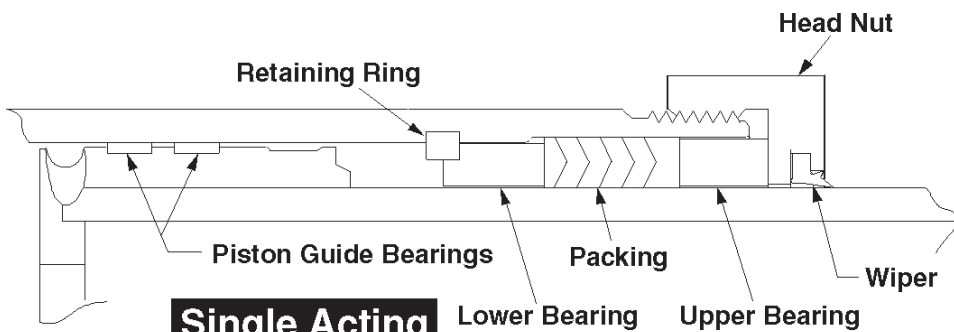 Head Nut
Retaining Ring
Piston Guide Bearings
Packing
Wiper
Single Acting
Lower Bearing
Upper Bearing